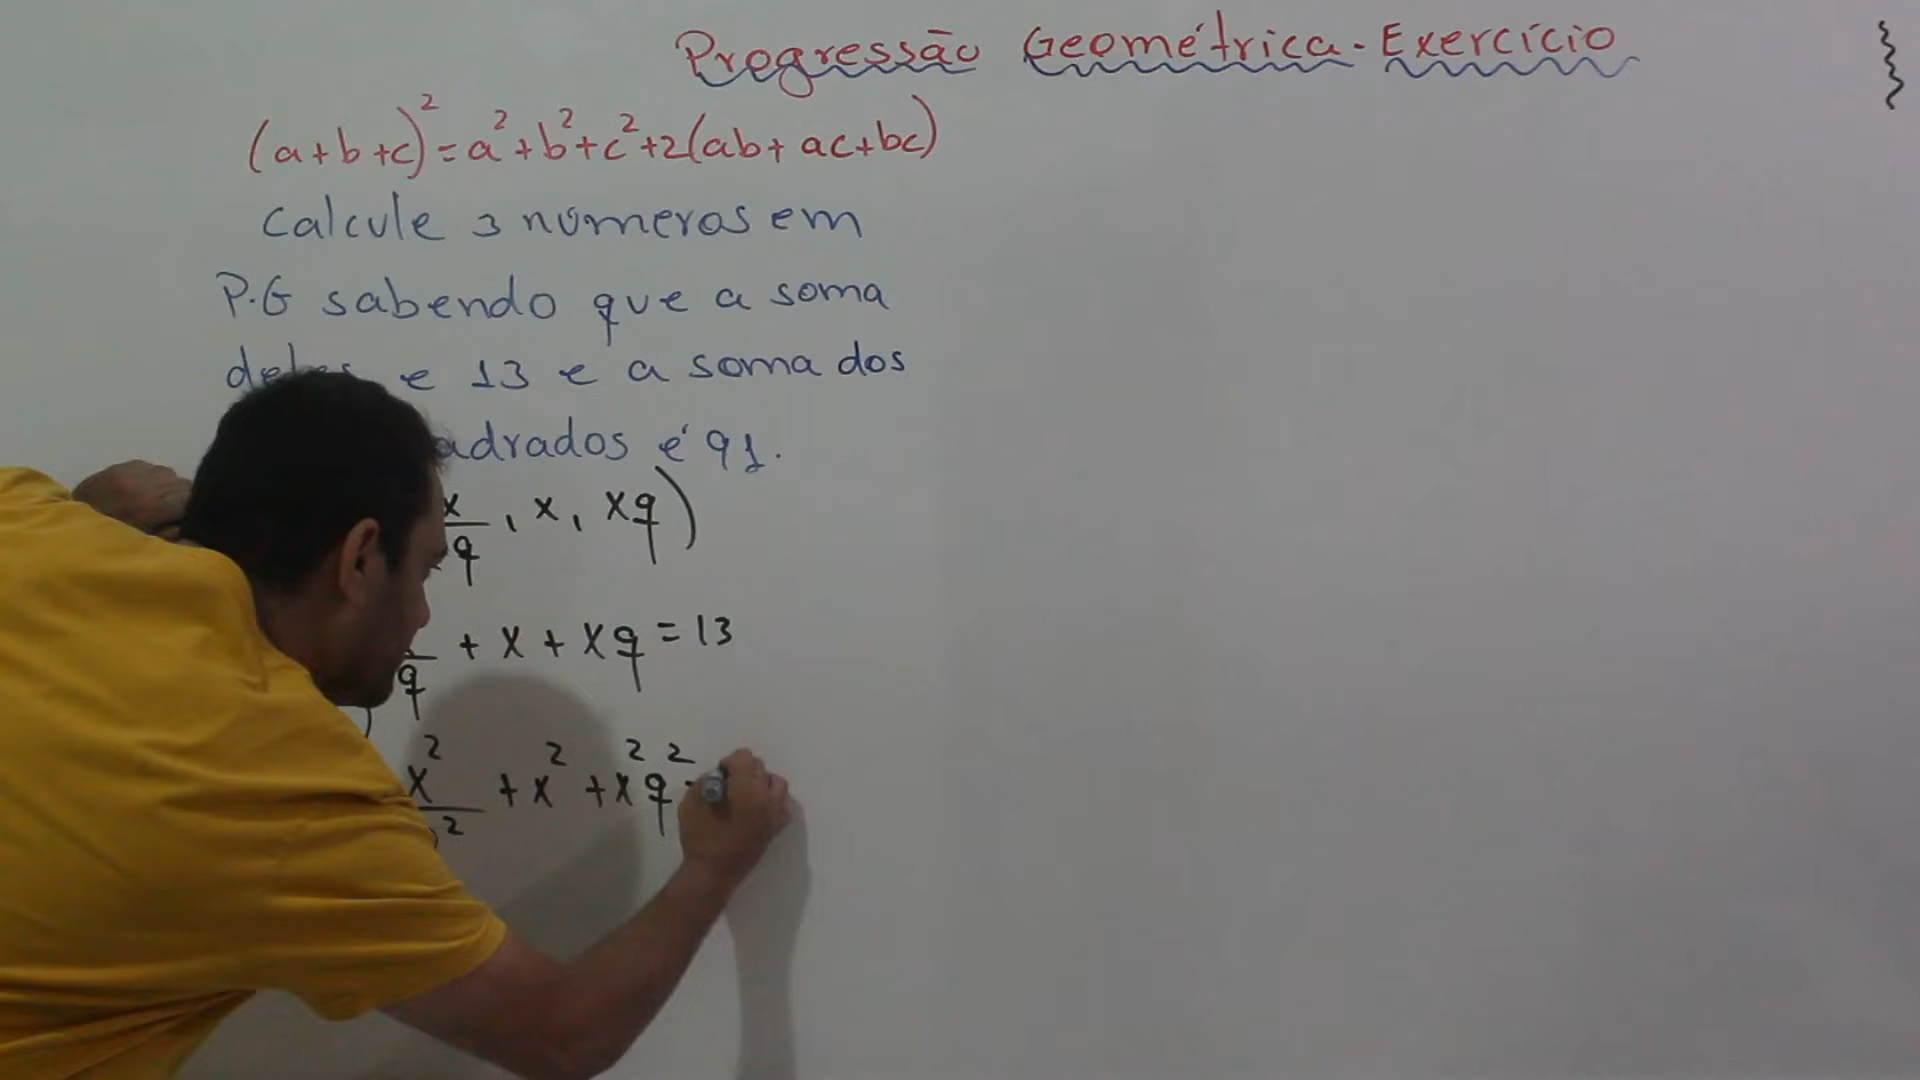 Progressão Geométrica - Exercício
(a+b+c)² = a² + b² + c² + 2(ab + ac + bc)
Calcule 3 números em
P.G sabendo que a soma
e 13 e a soma dos
é 91.
x/q , x, xq)
/q + x + xq = 13
x²/ ² + x² + x²q²